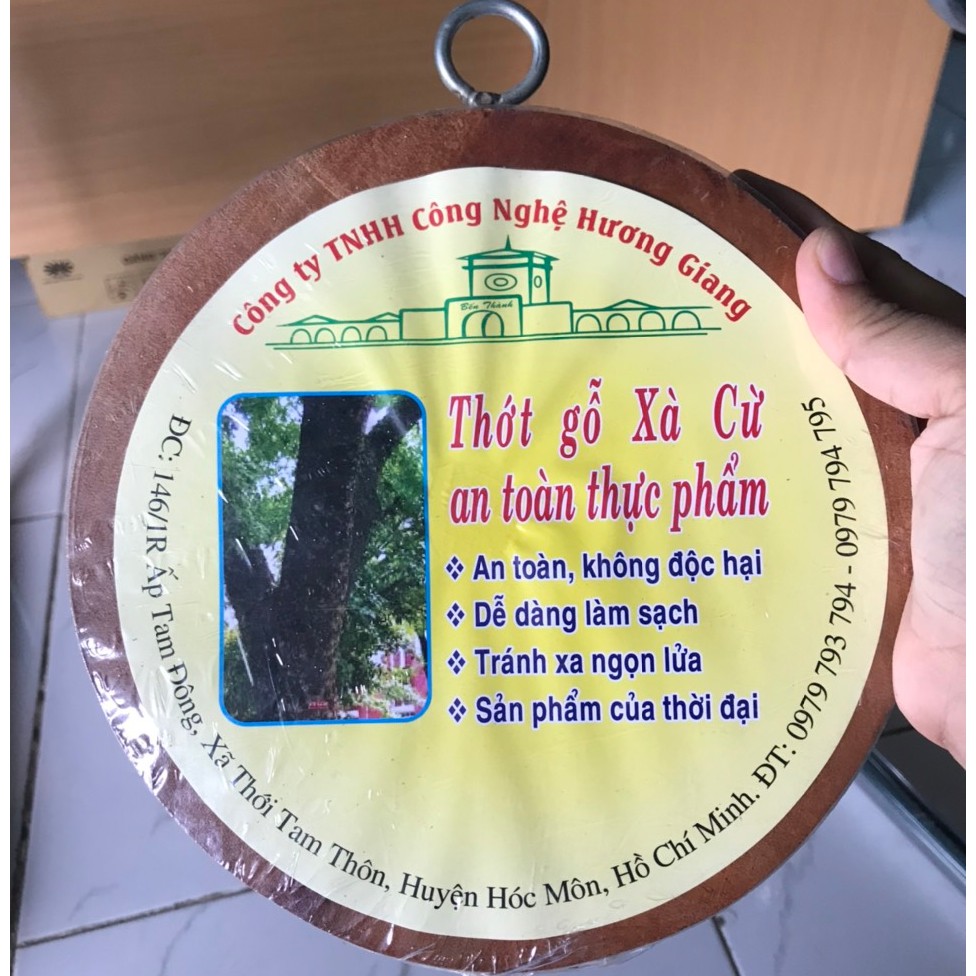 Công ty TNHH Công Nghệ Hương Giang
Bến Thành
Thớt gỗ Xà Cừ
an toàn thực phẩm
❖ An toàn, không độc hại
❖ Dễ dàng làm sạch
❖ Tránh xa ngọn lửa
❖ Sản phẩm của thời đại
ĐC: 146/1R Ấp Tam Đông, Xã Thới Tam Thôn, Huyện Hóc Môn, Hồ Chí Minh. ĐT: 0979 793 794 - 0979 794 795